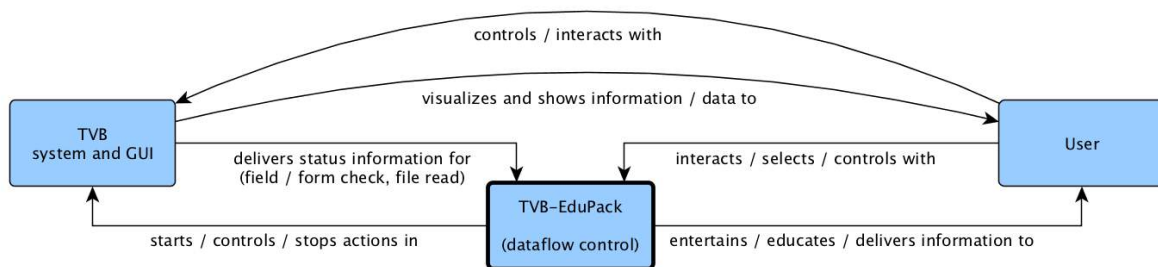 controls / interacts with
visualizes and shows information / data to
TVB
system and GUI
User
delivers status information for
(field / form check, file read)
interacts / selects / controls with
TVB-EduPack
(dataflow control)
starts / controls / stops actions in
entertains / educates / delivers information to